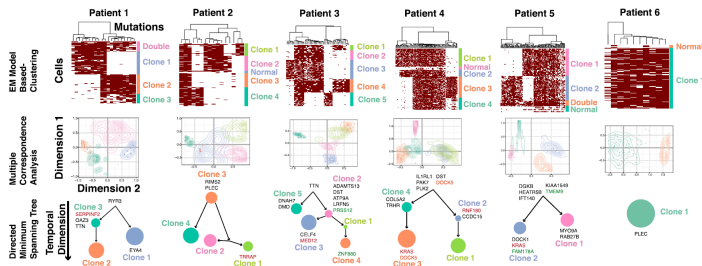 Patient 1
Patient 2
Patient 3
Patient 4
Patient 5
Patient 6
Mutations
EM Model
Based-
Clustering
Cells
Double
Clone 1
Clone 2
Clone 3
Clone 1
Clone 2
Normal
Clone 3
Clone 4
Clone 1
Clone 2
Clone 3
Clone 4
Clone 5
Clone 1
Normal
Clone 2
Clone 3
Clone 4
Clone 1
Clone 2
Double
Normal
Normal
Clone 1
Multiple
Correspondence
Analysis
Dimension 1
Dimension 2
Directed Minimum
Spanning Tree
Temporal
Dimension
RYR3
Clone 3
SERPINF2
OAZ3
TTN
Clone 2
EYA4
Clone 1
Clone 3
RIMS2
PLEC
Clone 4
Clone 2
TRRAP
Clone 1
Clone 2
TTN
ADAMTS13
DST
ATP9A
LRFN5
PRSS12
Clone 5
DNAH7
DMD
Clone 1
CELF4
MED12
Clone 3
ZNF880
Clone 4
IL1RL1
PAK7
PLK2
DST
DOCK5
Clone 4
COL5A2
TRHR
Clone 2
RNF180
CCDC15
KRAS
DOCK5
Clone 3
Clone 1
DGKB
HEATR5B
IFT140
KIAA1549
TMEM9
DOCK1
KRAS
FAM178A
Clone 2
MYO9A
RAB27B
Clone 1
PLEC
Clone 1